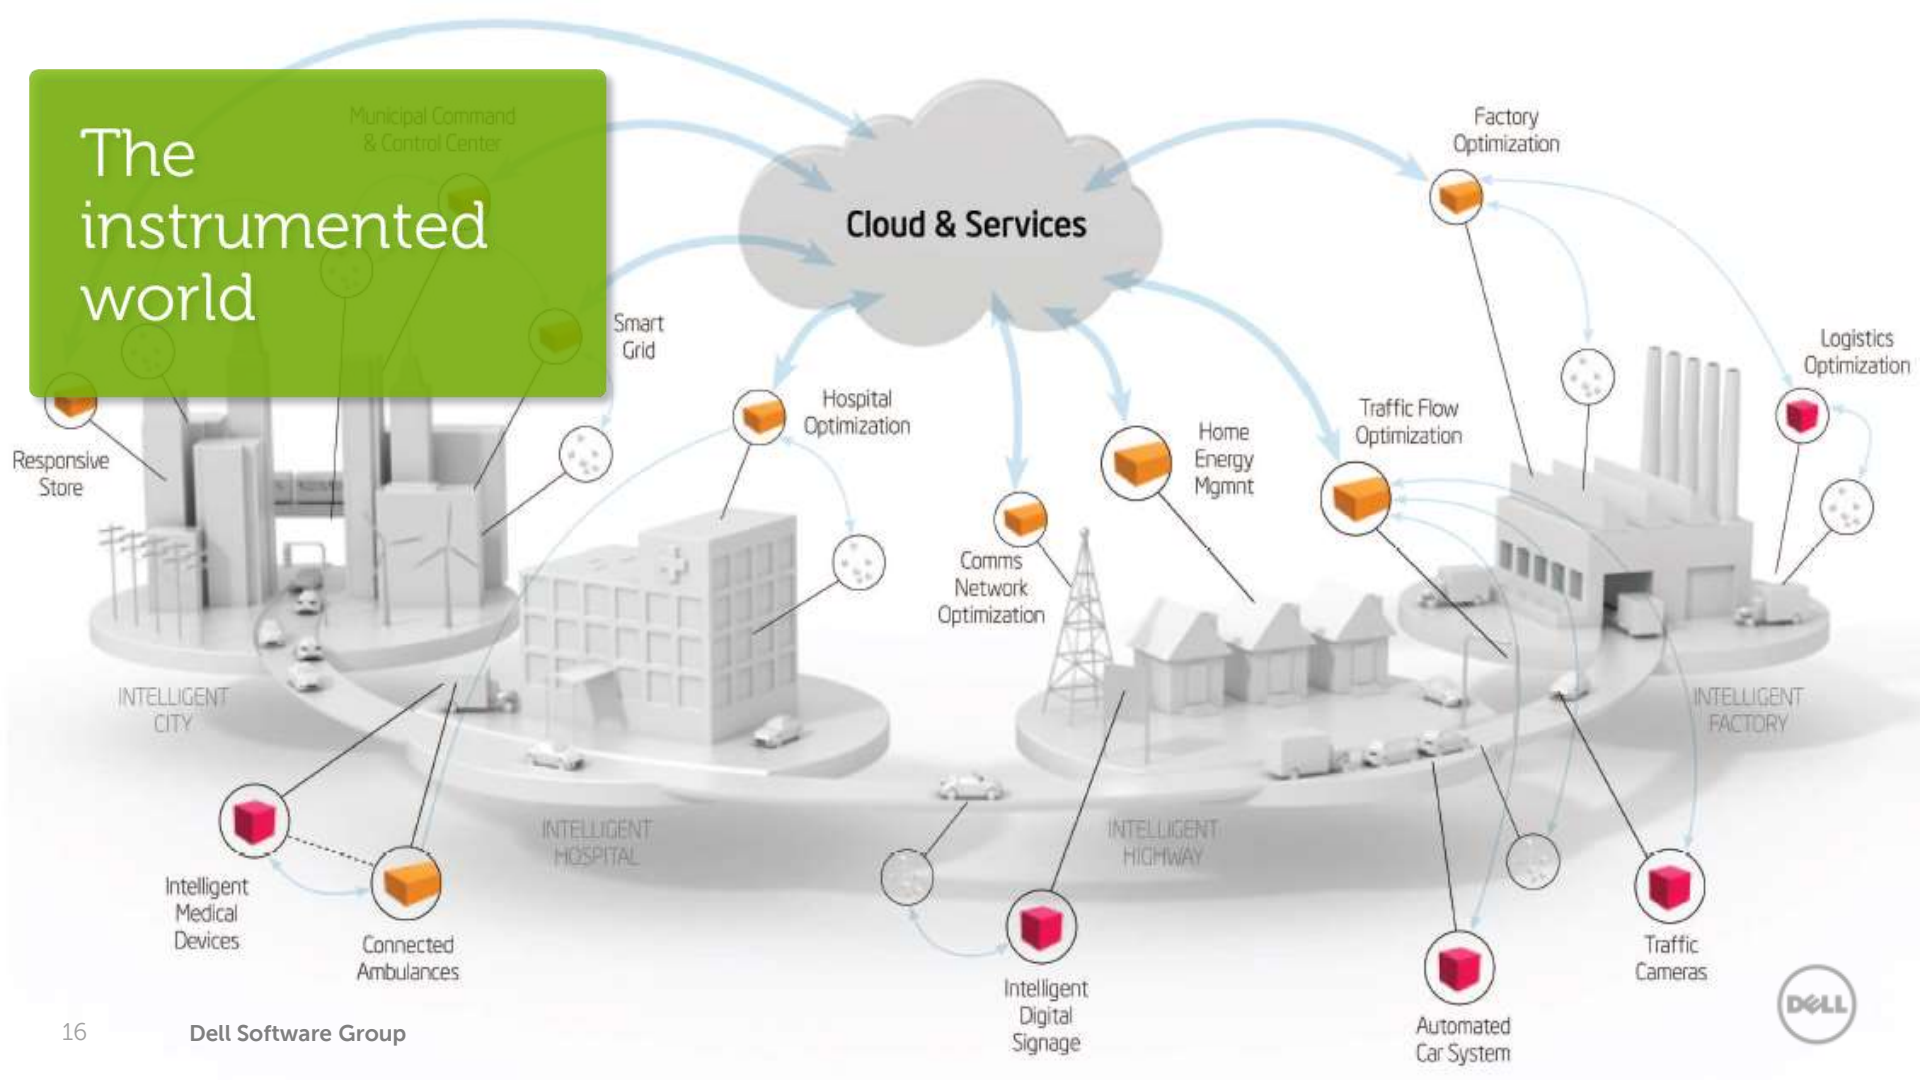 The
instrumented
world
Municipal Command
& Control Center
Cloud & Services
Factory
Optimization
Smart
Grid
Logistics
Optimization
Hospital
Optimization
Home
Energy
Mgmnt
Traffic Flow
Optimization
Responsive
Store
Comms
Network
Optimization
INTELLIGENT
CITY
INTELLIGENT
FACTORY
INTELLIGENT
HOSPITAL
INTELLIGENT
HIGHWAY
Intelligent
Medical
Devices
Connected
Ambulances
Intelligent
Digital
Signage
Automated
Car System
Traffic
Cameras
16
Dell Software Group
DELL